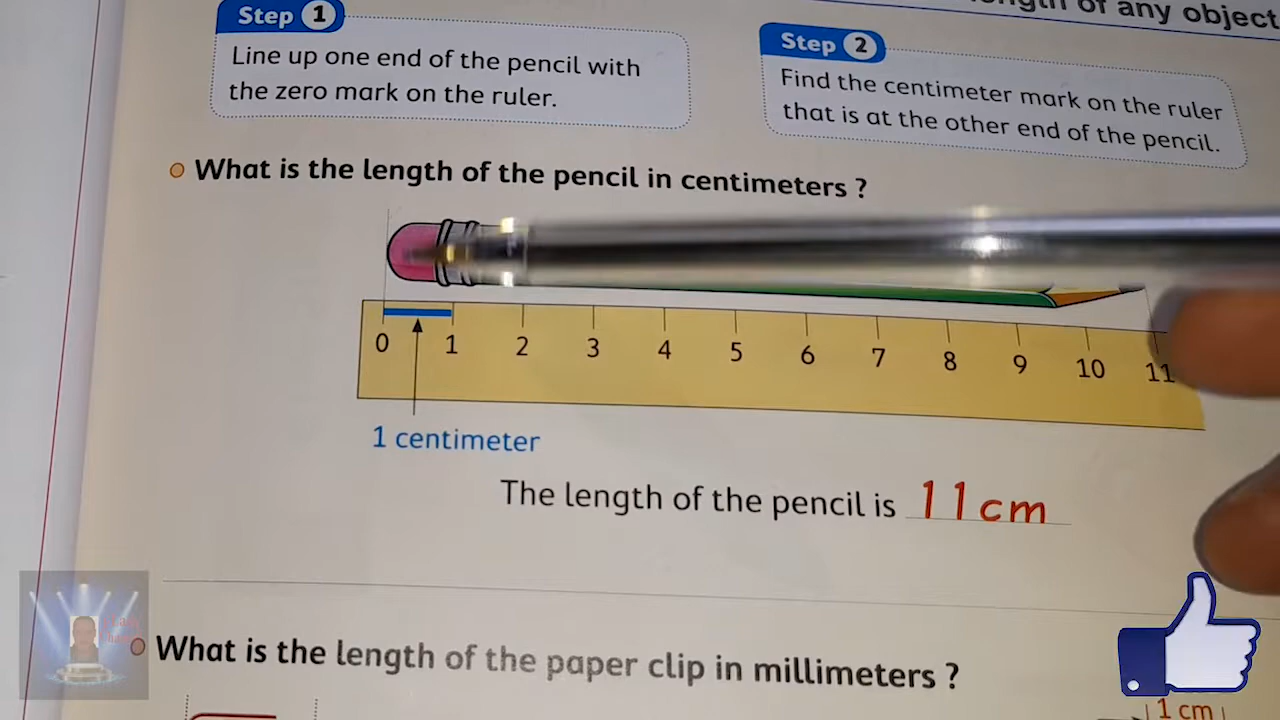 length of any object
Step 1
Line up one end of the pencil with
the zero mark on the ruler.
Step 2
Find the centimeter mark on the ruler
that is at the other end of the pencil.
What is the length of the pencil in centimeters ?
0 1 2 3 4 5 6 7 8 9 10 11
1 centimeter
The length of the pencil is 11cm
What is the length of the paper clip in millimeters ?
1 cm